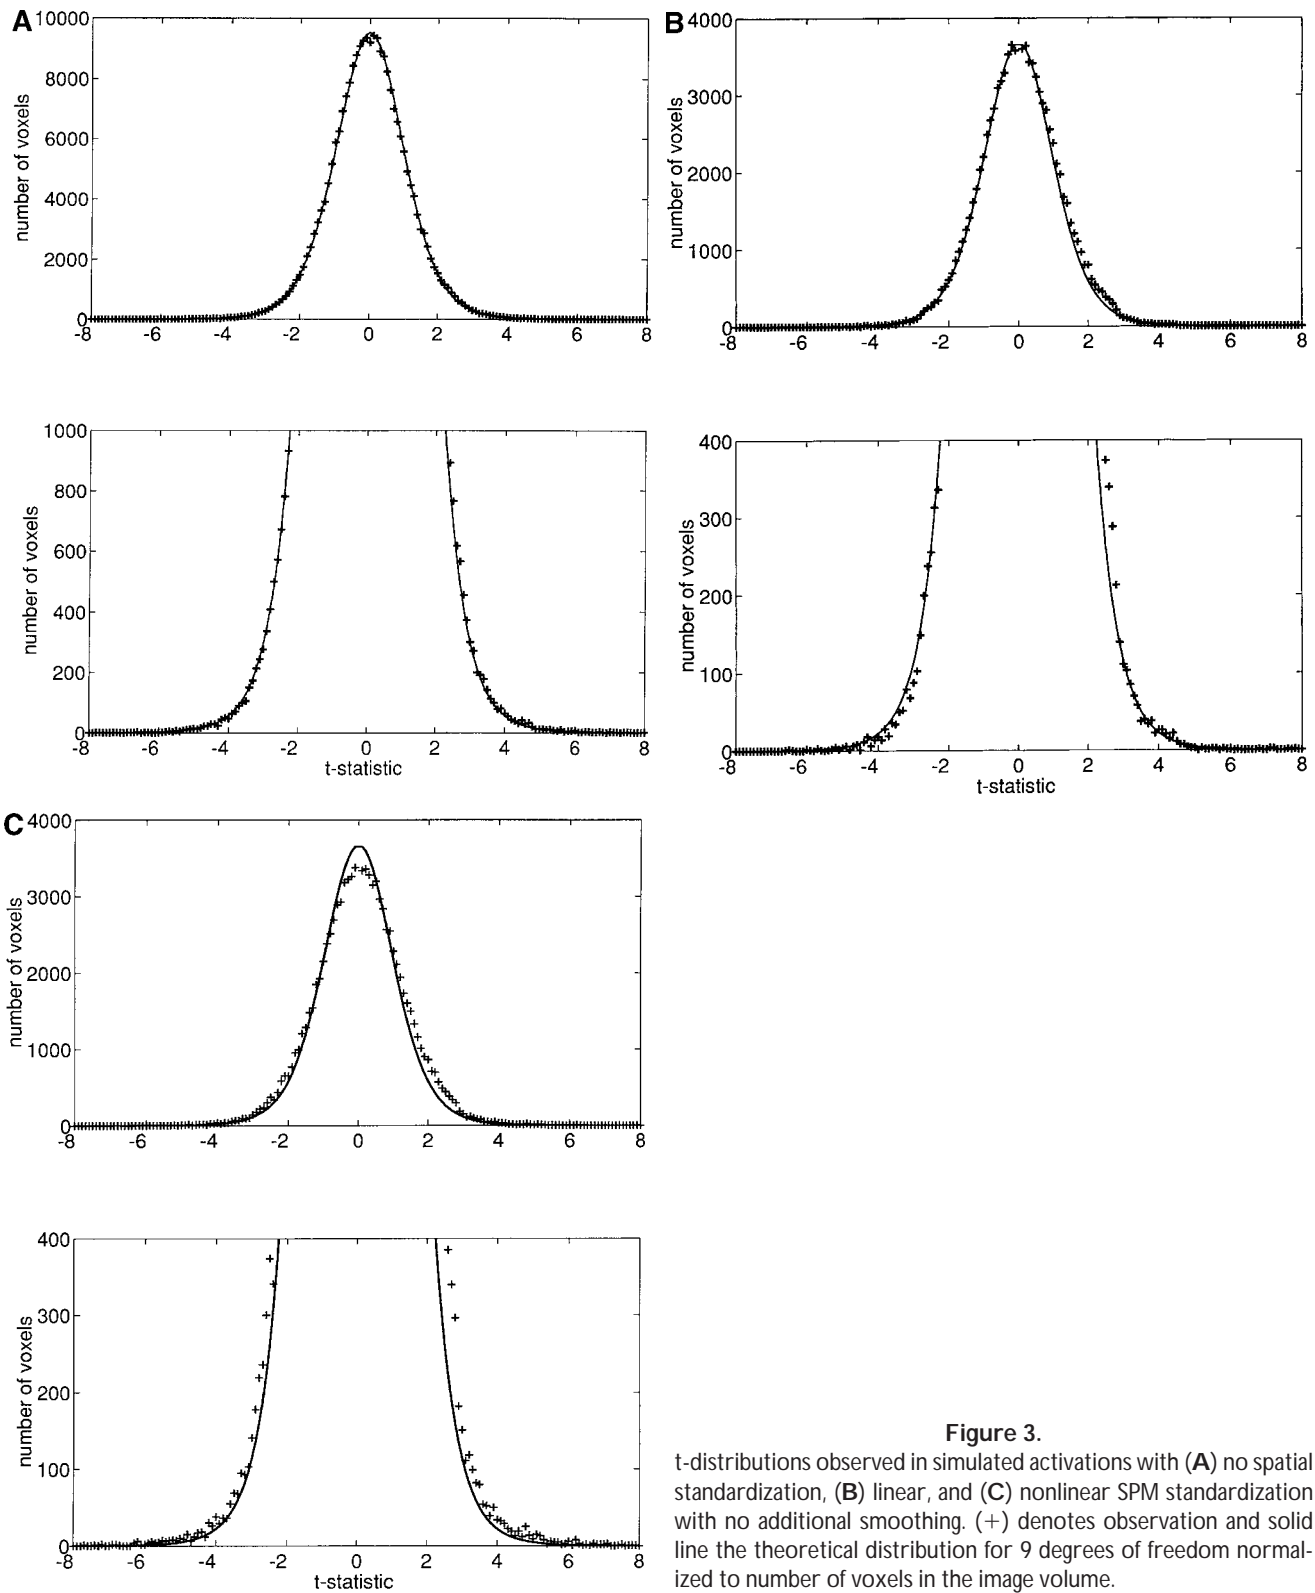 A
10000
8000
6000
4000
2000
0
number of voxels
-8 -6 -4 -2 0 2 4 6 8
1000
800
600
400
200
0
number of voxels
-8 -6 -4 -2 0 2 4 6 8
t-statistic
B
4000
3000
2000
1000
0
number of voxels
-8 -6 -4 -2 0 2 4 6 8
400
300
200
100
0
number of voxels
-8 -6 -4 -2 0 2 4 6 8
t-statistic
C
4000
3000
2000
1000
0
number of voxels
-8 -6 -4 -2 0 2 4 6 8
400
300
200
100
0
number of voxels
-8 -6 -4 -2 0 2 4 6 8
t-statistic
Figure 3.
t-distributions observed in simulated activations with (A) no spatial
standardization, (B) linear, and (C) nonlinear SPM standardization
with no additional smoothing. (+) denotes observation and solid
line the theoretical distribution for 9 degrees of freedom normal-
ized to number of voxels in the image volume.